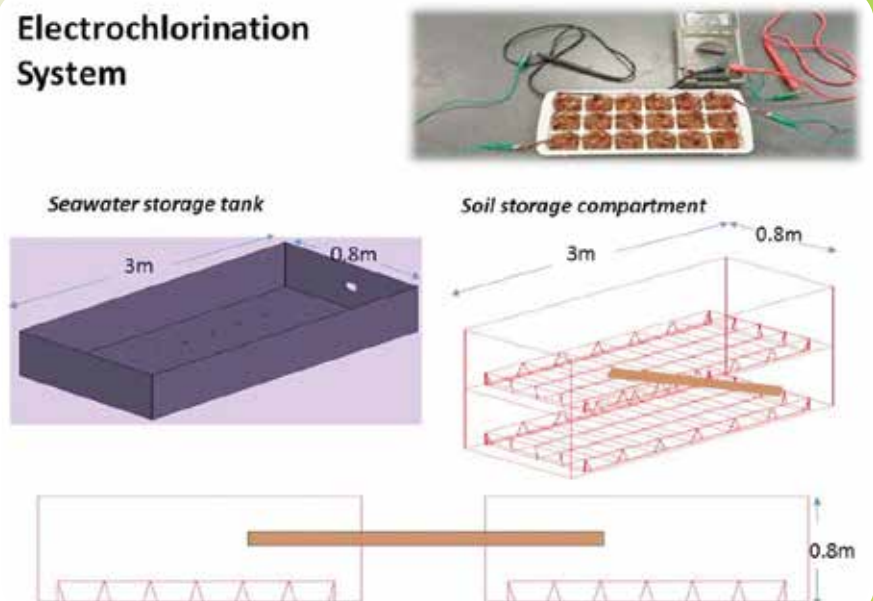 Electrochlorination
System
Seawater storage tank
Soil storage compartment
3m
0.8m
3m
0.8m
0.8m